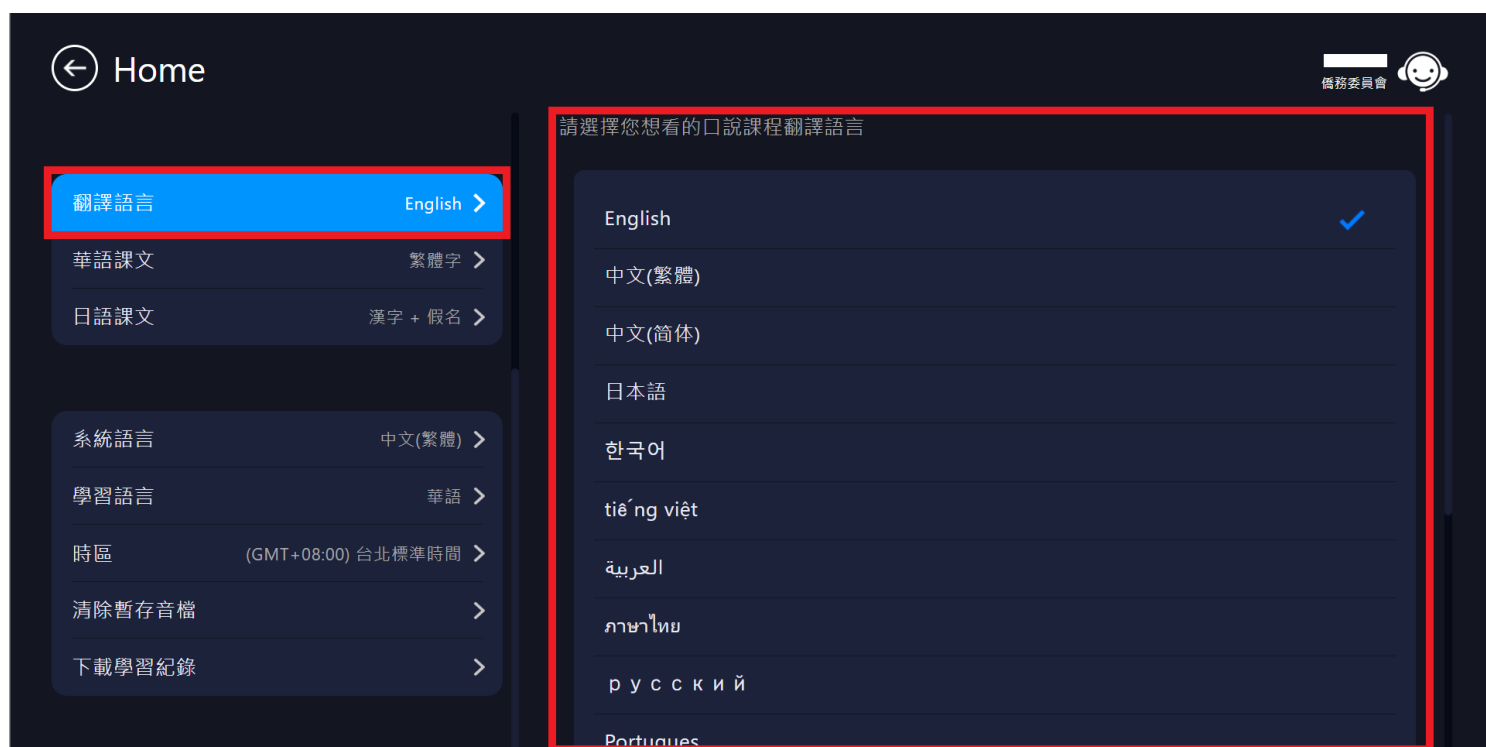 Home
僑務委員會
翻譯語言 English
華語課文 繁體字
日語課文 漢字 + 假名
系統語言 中文(繁體)
學習語言 華語
時區 (GMT+08:00) 台北標準時間
清除暫存音檔
下載學習紀錄
請選擇您想看的口說課程翻譯語言
English
中文(繁體)
中文(简体)
日本語
한국어
tiếng việt
العربية
ภาษาไทย
русский
Portugues